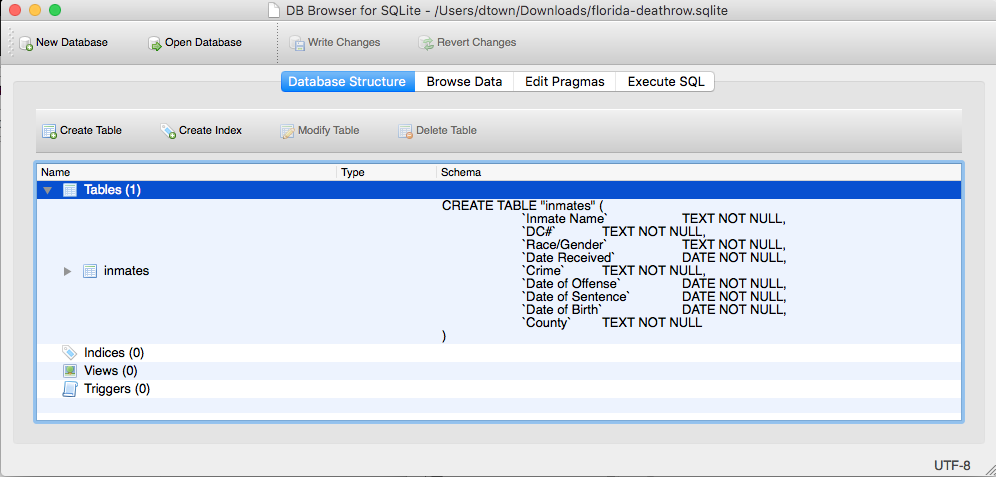 DB Browser for SQLite - /Users/dtown/Downloads/florida-deathrow.sqlite
New Database Open Database Write Changes Revert Changes
Database Structure Browse Data Edit Pragmas Execute SQL
Create Table Create Index Modify Table Delete Table
Name Type Schema
Tables (1)
CREATE TABLE "inmates" (
`Inmate Name` TEXT NOT NULL,
`DC#` TEXT NOT NULL,
`Race/Gender` TEXT NOT NULL,
`Date Received` DATE NOT NULL,
inmates `Crime` TEXT NOT NULL,
`Date of Offense` DATE NOT NULL,
`Date of Sentence` DATE NOT NULL,
`Date of Birth` DATE NOT NULL,
`County` TEXT NOT NULL
)
Indices (0)
Views (0)
Triggers (0)
UTF-8